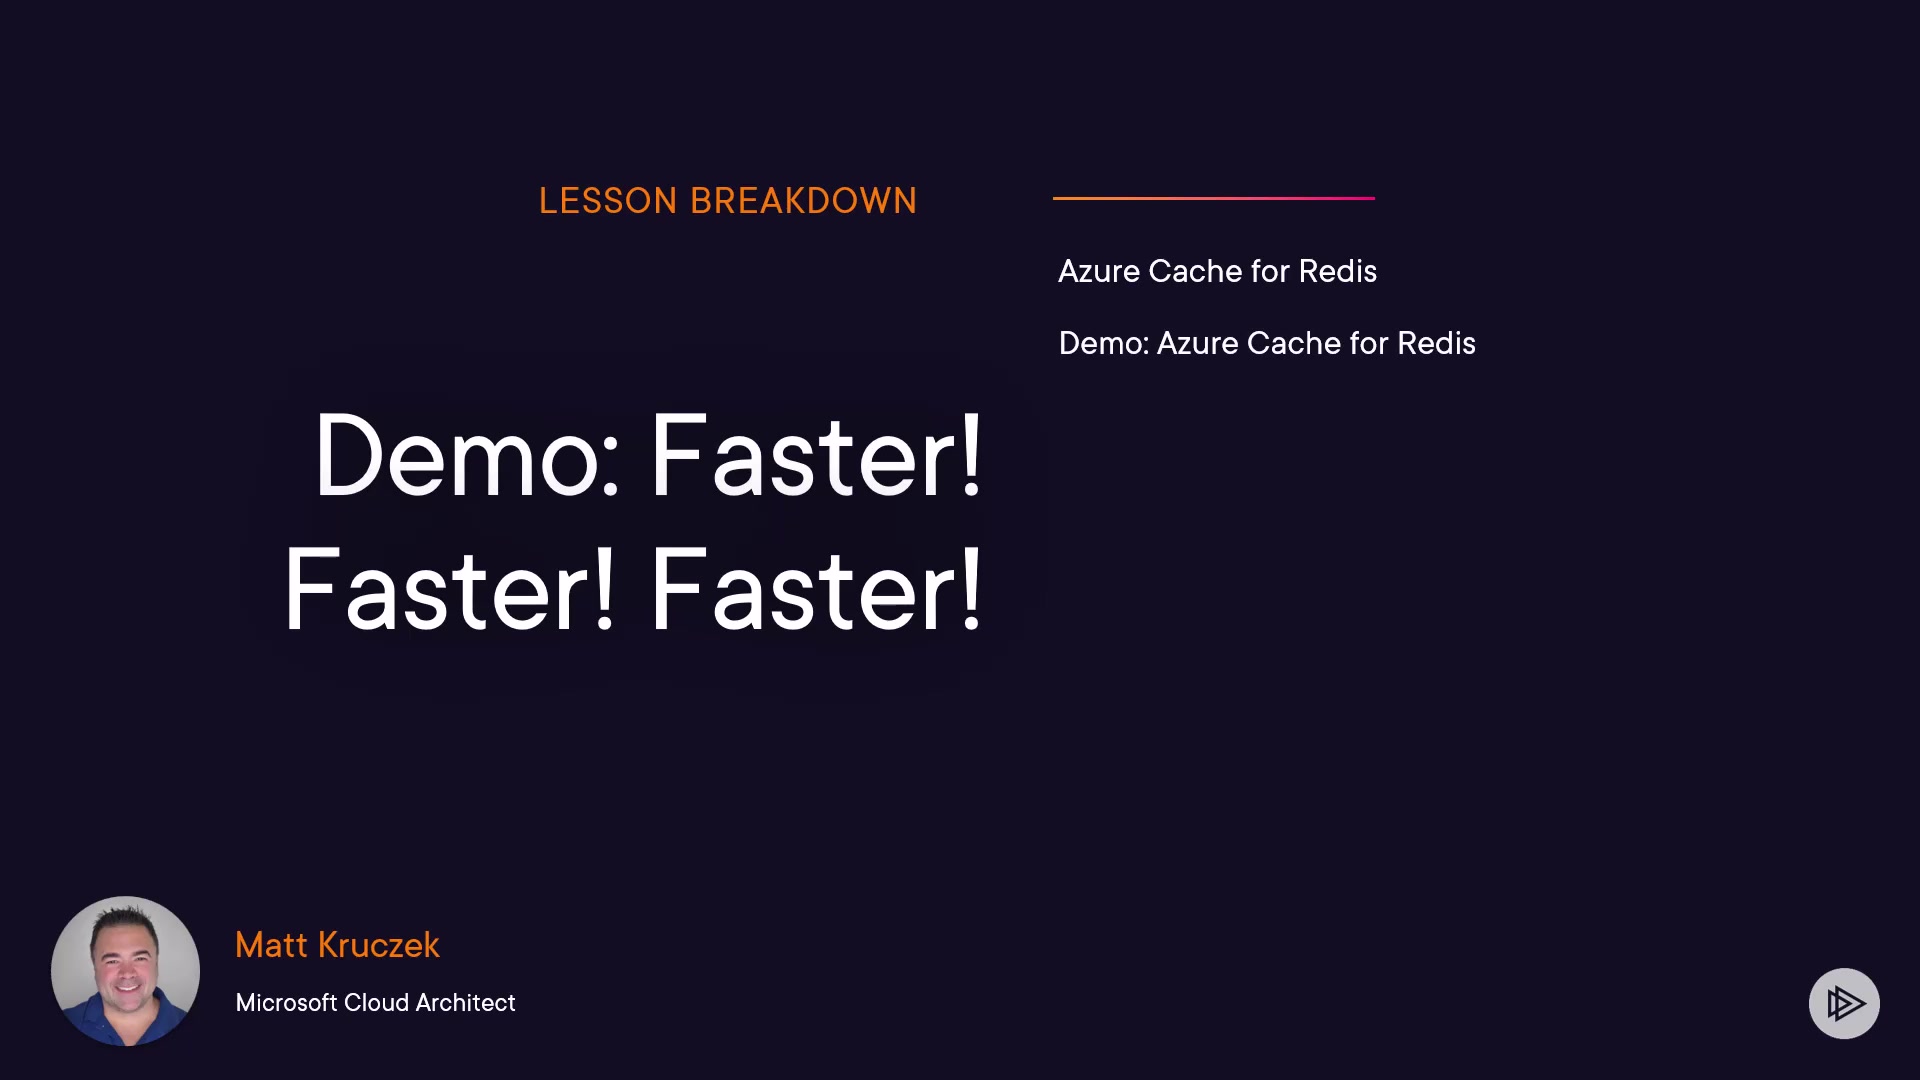 LESSON BREAKDOWN
Demo: Faster!
Faster! Faster!
Azure Cache for Redis
Demo: Azure Cache for Redis
Matt Kruczek
Microsoft Cloud Architect